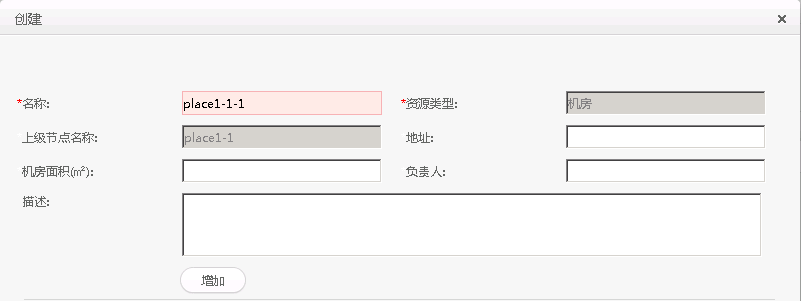 创建
*名称: place1-1-1 *资源类型: 机房
上级节点名称: place1-1 地址:
机房面积(㎡): 负责人:
描述:
增加